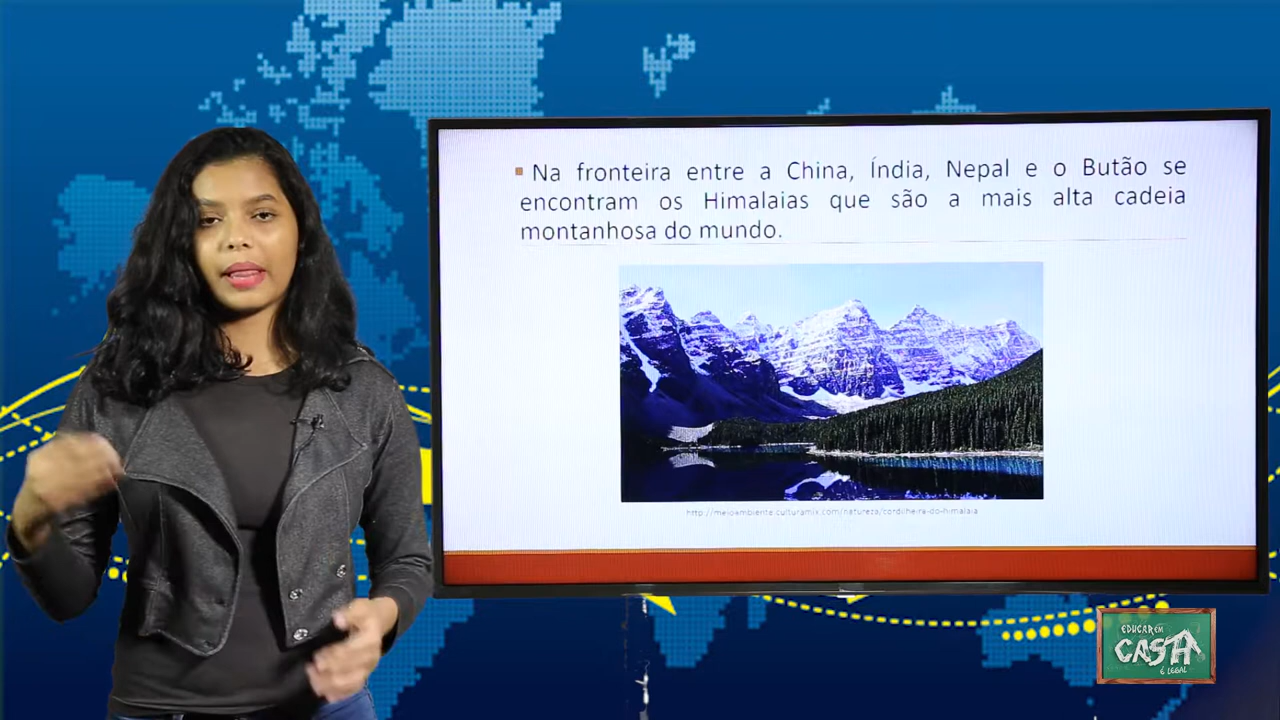 Na fronteira entre a China, Índia, Nepal e o Butão se
encontram os Himalaias que são a mais alta cadeia
montanhosa do mundo.
http://meioambiente.culturamix.com/natureza/cordilheira-do-himalaia
EDUCAR EM
CASA
É LEGAL